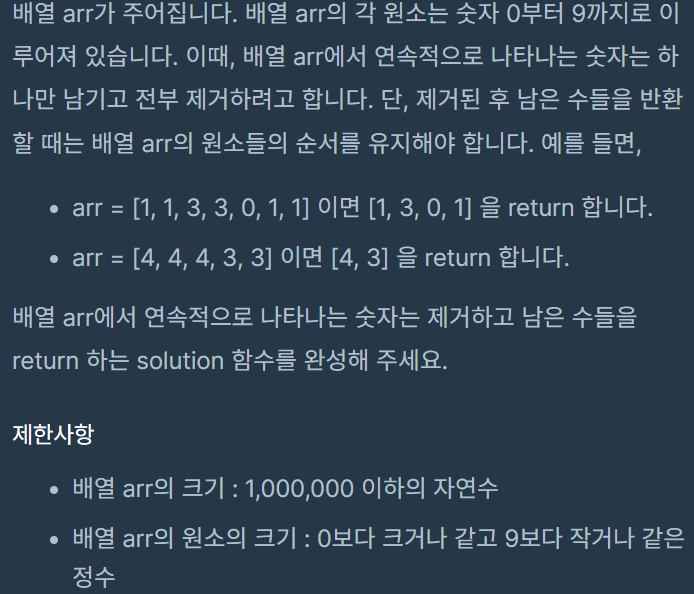 배열 arr가 주어집니다. 배열 arr의 각 원소는 숫자 0부터 9까지로 이
루어져 있습니다. 이때, 배열 arr에서 연속적으로 나타나는 숫자는 하
나만 남기고 전부 제거하려고 합니다. 단, 제거된 후 남은 수들을 반환
할 때는 배열 arr의 원소들의 순서를 유지해야 합니다. 예를 들면,
• arr = [1, 1, 3, 3, 0, 1, 1] 이면 [1, 3, 0, 1] 을 return 합니다.
• arr = [4, 4, 4, 3, 3] 이면 [4, 3] 을 return 합니다.
배열 arr에서 연속적으로 나타나는 숫자는 제거하고 남은 수들을
return 하는 solution 함수를 완성해 주세요.
제한사항
• 배열 arr의 크기 : 1,000,000 이하의 자연수
• 배열 arr의 원소의 크기 : 0보다 크거나 같고 9보다 작거나 같은
정수